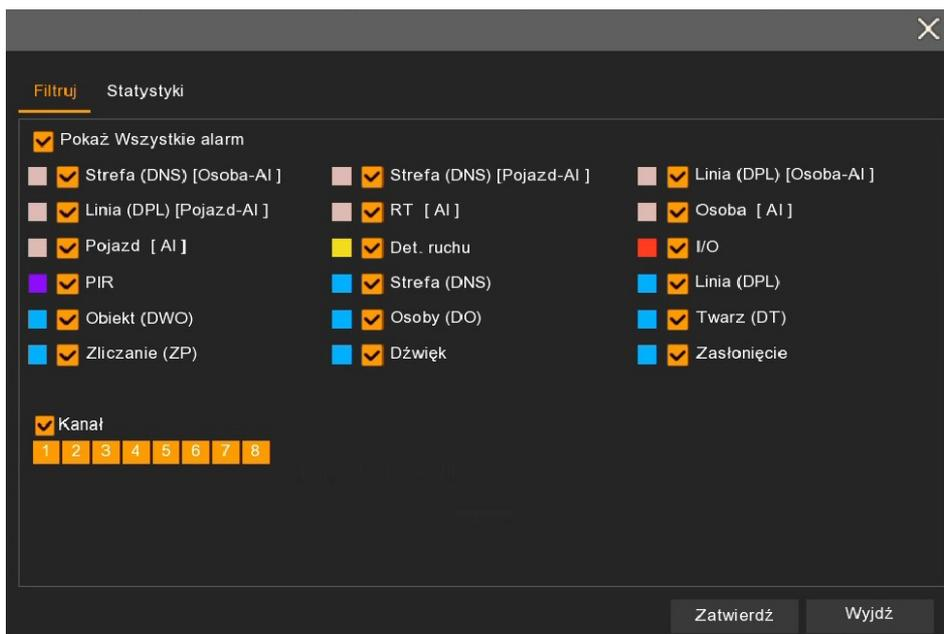 Filtruj Statystyki
Pokaż Wszystkie alarm
Strefa (DNS) [Osoba-AI ] Strefa (DNS) [Pojazd-AI ] Linia (DPL) [Osoba-AI ]
Linia (DPL) [Pojazd-AI ] RT [ AI ] Osoba [ AI ]
Pojazd [ AI ] Det. ruchu I/O
PIR Strefa (DNS) Linia (DPL)
Obiekt (DWO) Osoby (DO) Twarz (DT)
Zliczanie (ZP) Dźwięk Zasłonięcie
Kanał
1 2 3 4 5 6 7 8
Zatwierdź Wyjdź